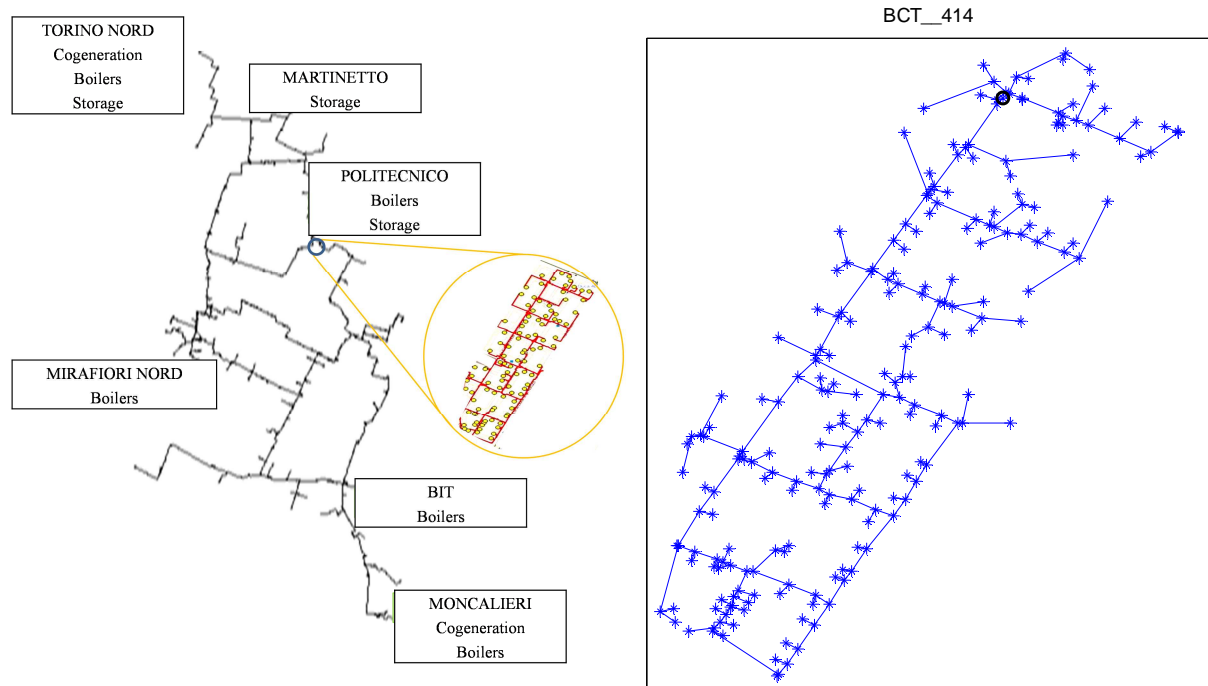 TORINO NORD
Cogeneration
Boilers
Storage
MARTINETTO
Storage
POLITECNICO
Boilers
Storage
MIRAFIORI NORD
Boilers
BIT
Boilers
MONCALIERI
Cogeneration
Boilers
BCT__414